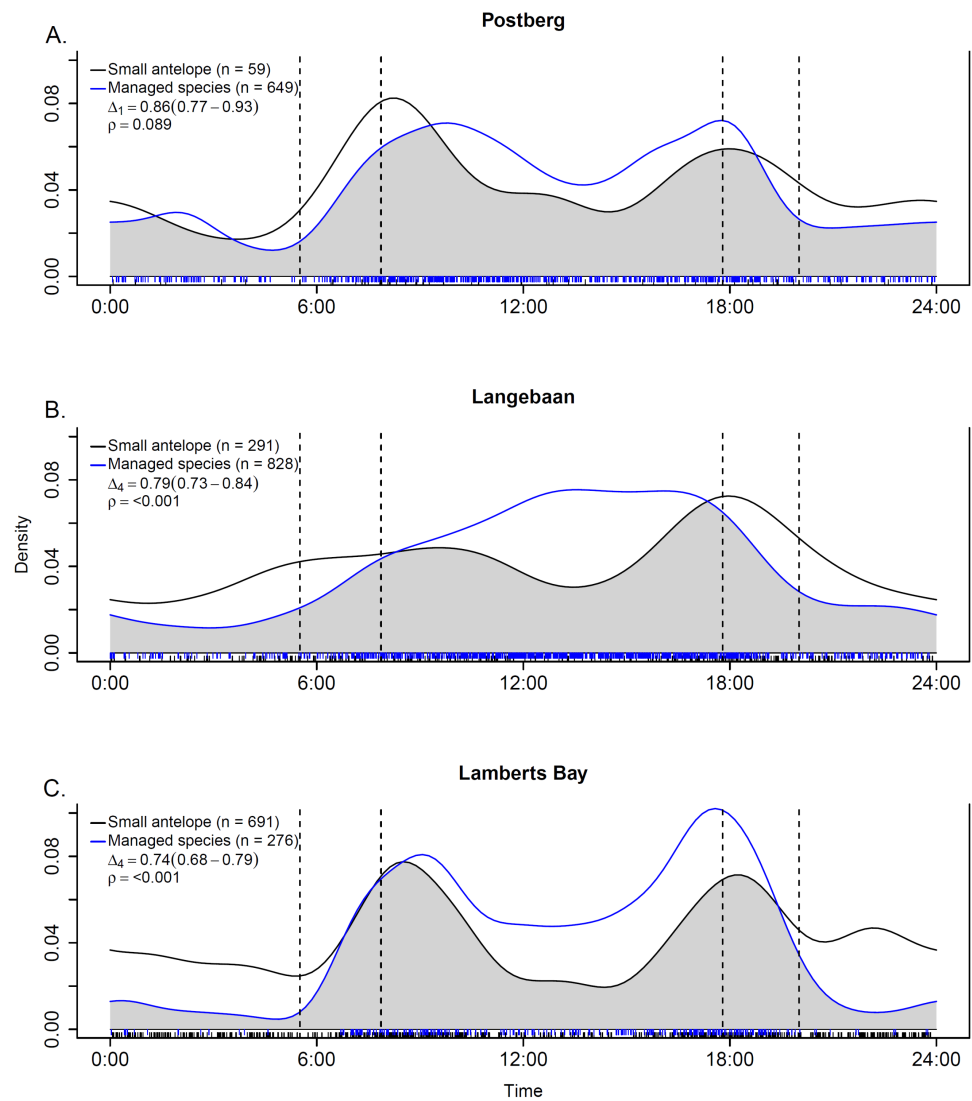 Postberg
A.
Small antelope (n = 59)
Managed species (n = 649)
Δ1 = 0.86(0.77 − 0.93)
ρ = 0.089
0.00
0.04
0.08
0:00
6:00
12:00
18:00
24:00
Langebaan
B.
Small antelope (n = 291)
Managed species (n = 828)
Δ4 = 0.79(0.73 − 0.84)
ρ = <0.001
Density
0.00
0.04
0.08
0:00
6:00
12:00
18:00
24:00
Lamberts Bay
C.
Small antelope (n = 691)
Managed species (n = 276)
Δ4 = 0.74(0.68 − 0.79)
ρ = <0.001
0.00
0.04
0.08
0:00
6:00
12:00
18:00
24:00
Time